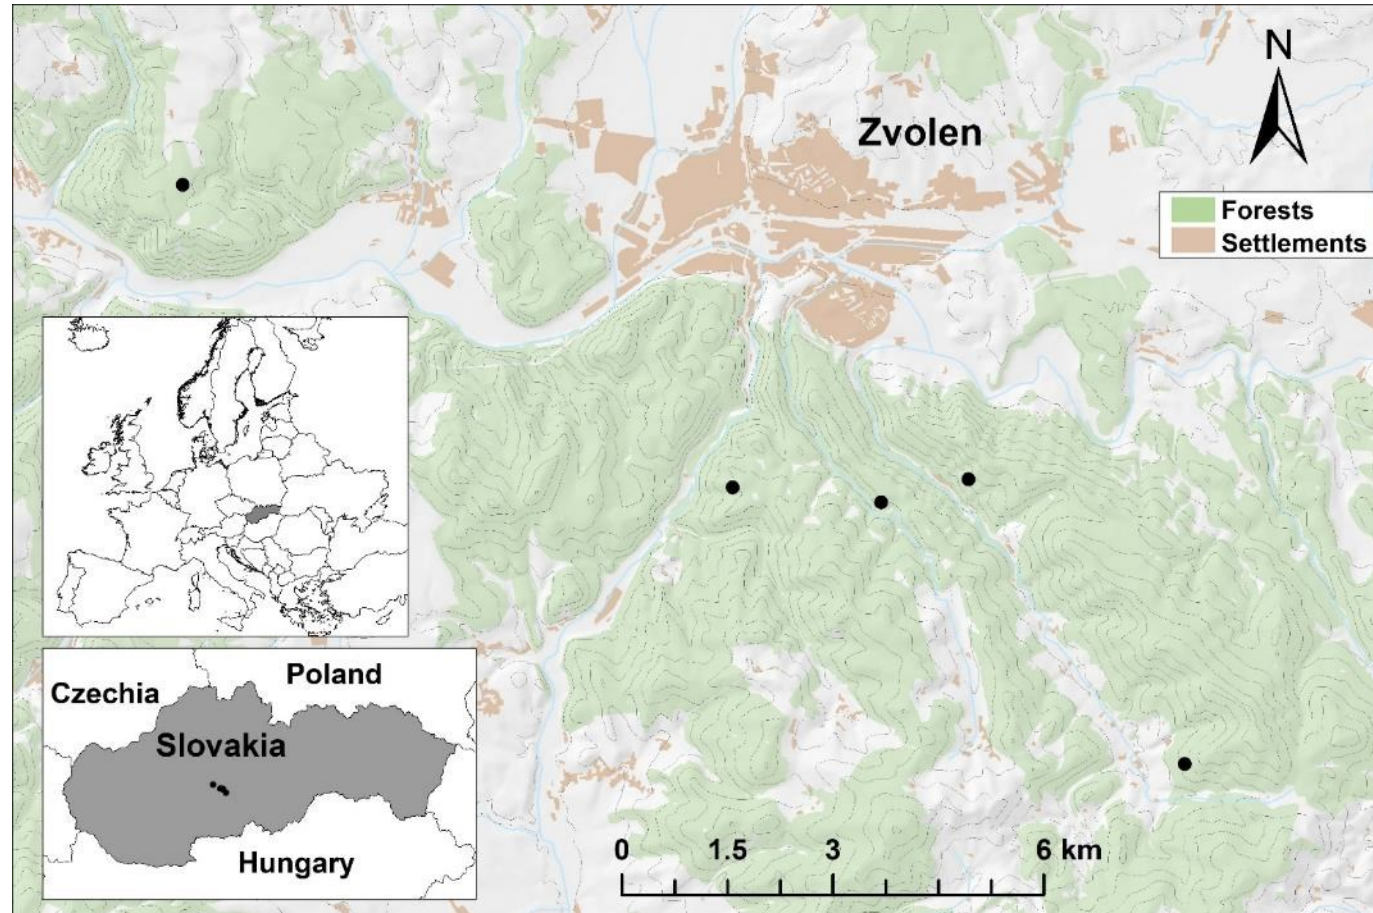 N
Zvolen
Forests
Settlements
Czechia
Poland
Slovakia
Hungary
0 1.5 3 6 km